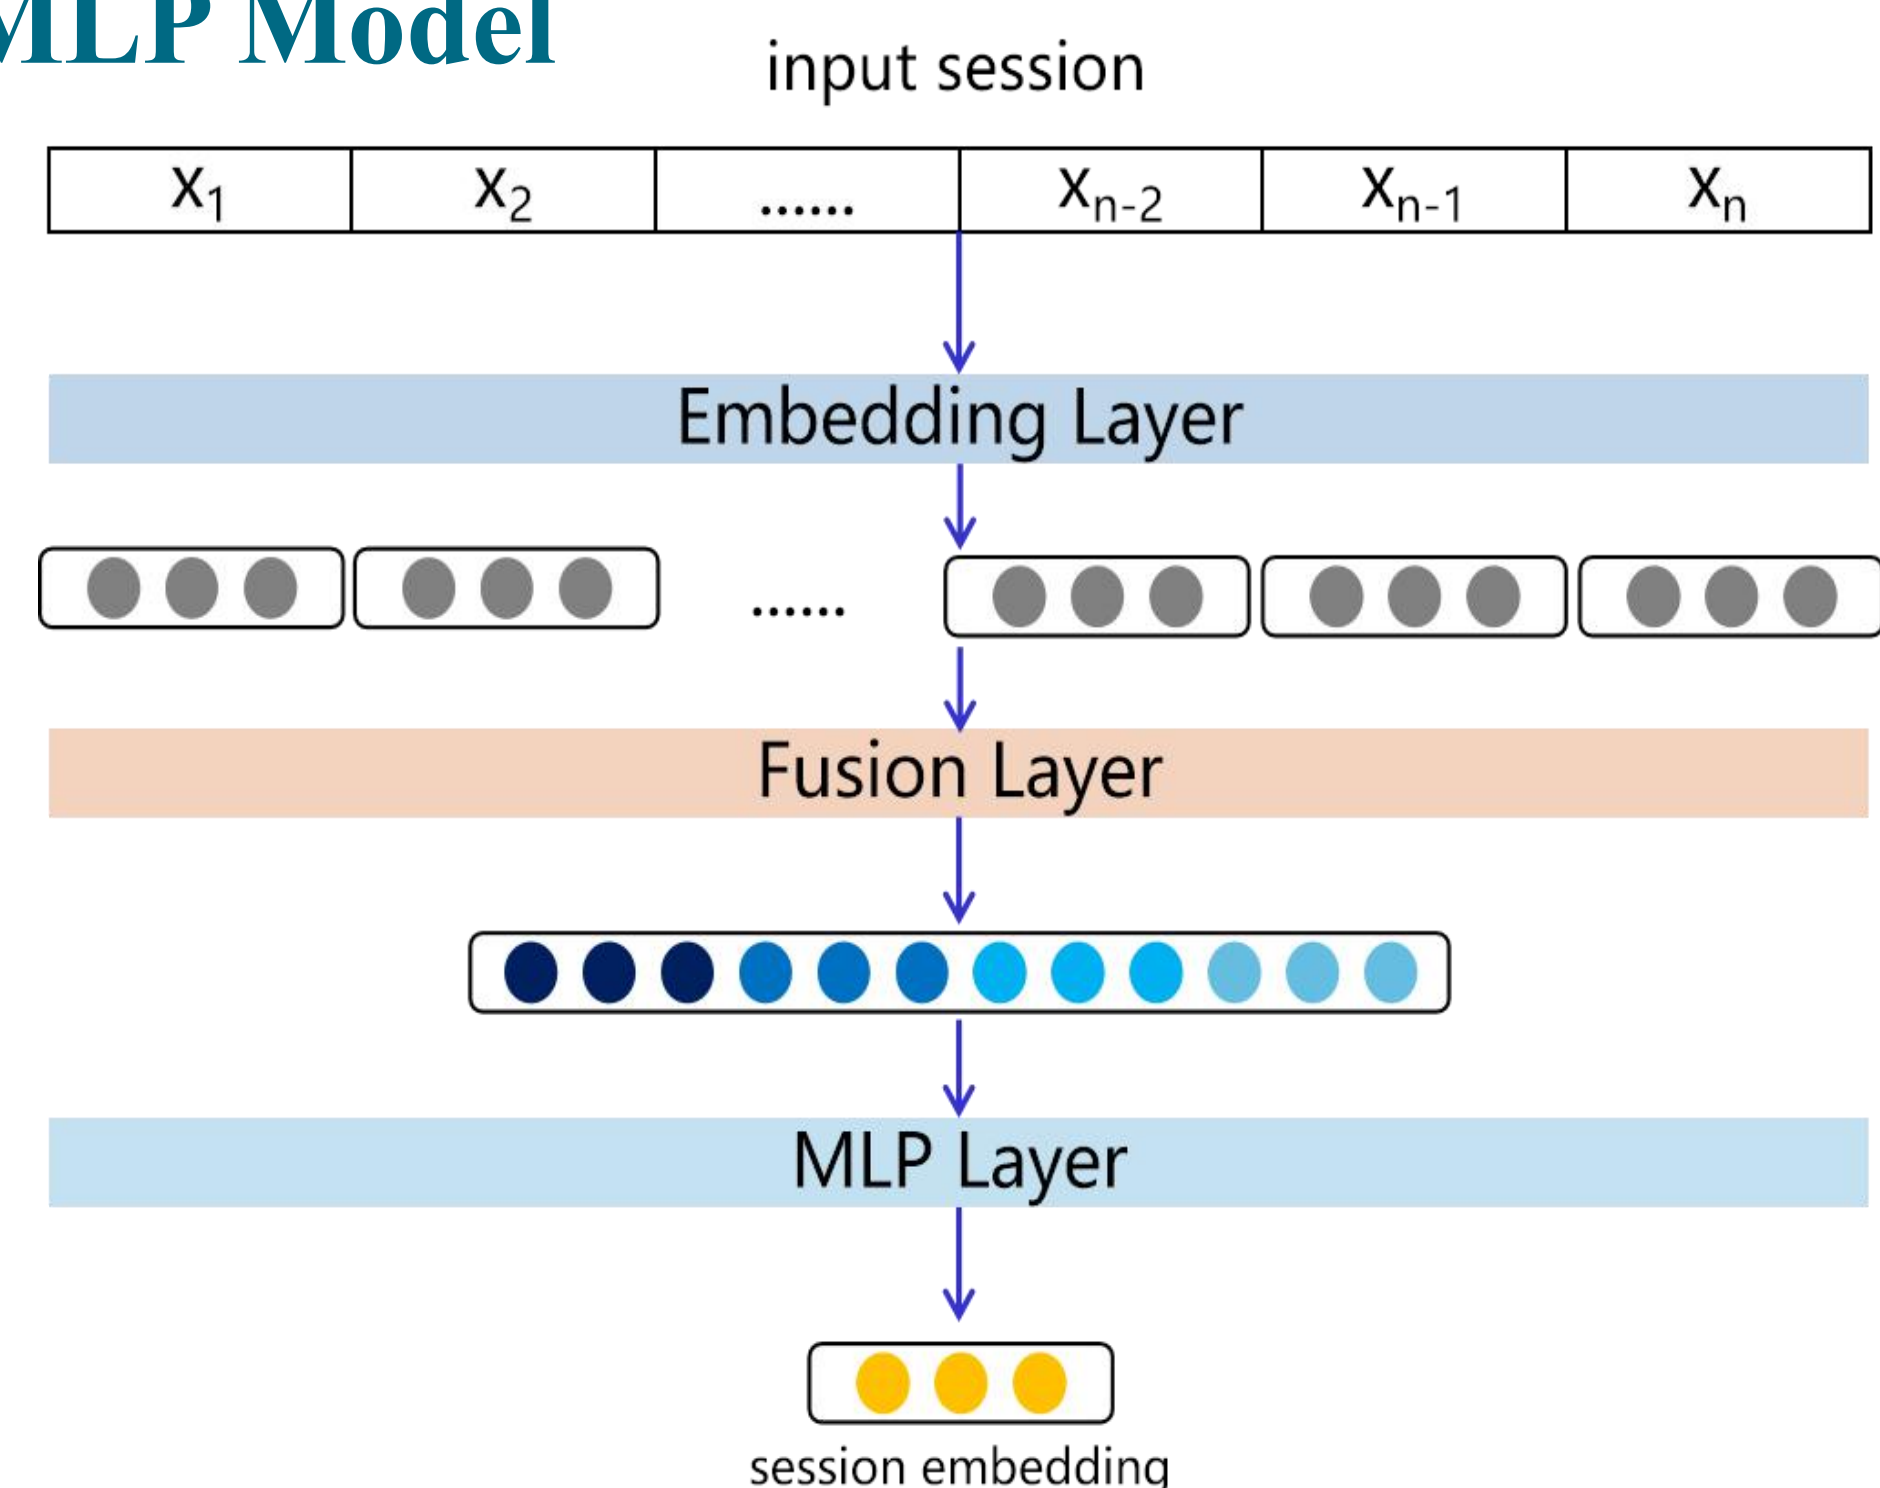 MLP Model
input session
x1 x2 ...... xn-2 xn-1 xn
Embedding Layer
......
Fusion Layer
MLP Layer
session embedding